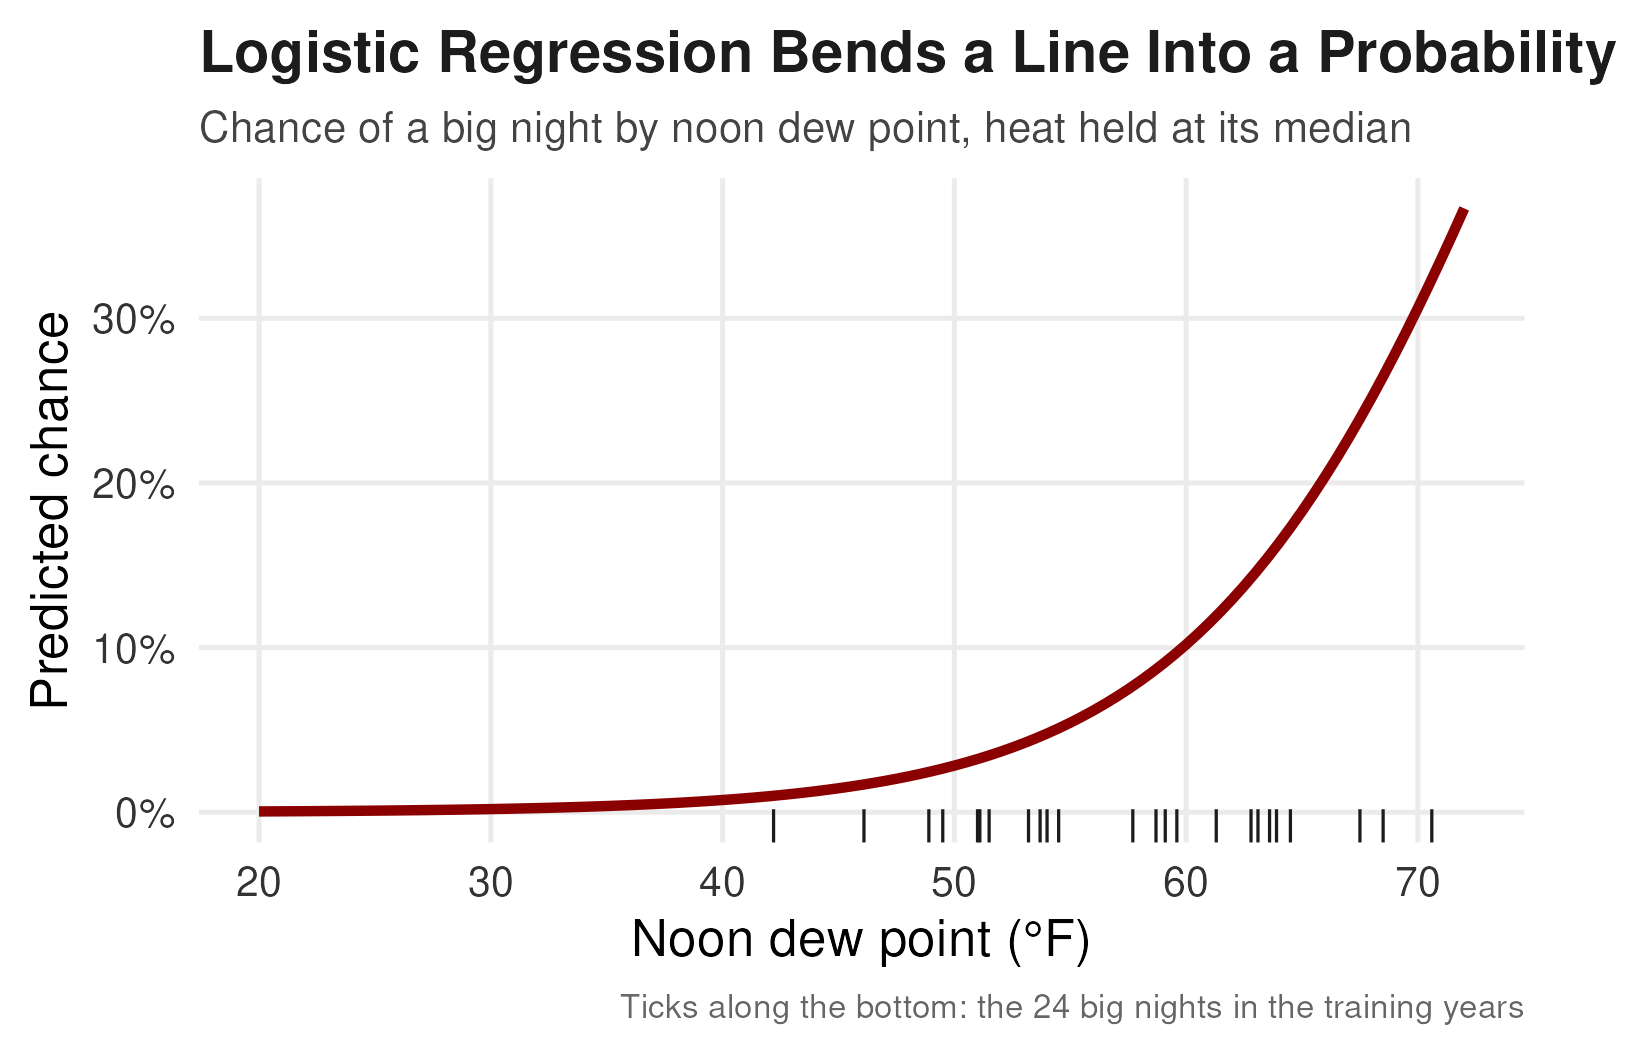 Logistic Regression Bends a Line Into a Probability
Chance of a big night by noon dew point, heat held at its median
Predicted chance
30%
20%
10%
0%
20 30 40 50 60 70
Noon dew point (°F)
Ticks along the bottom: the 24 big nights in the training years